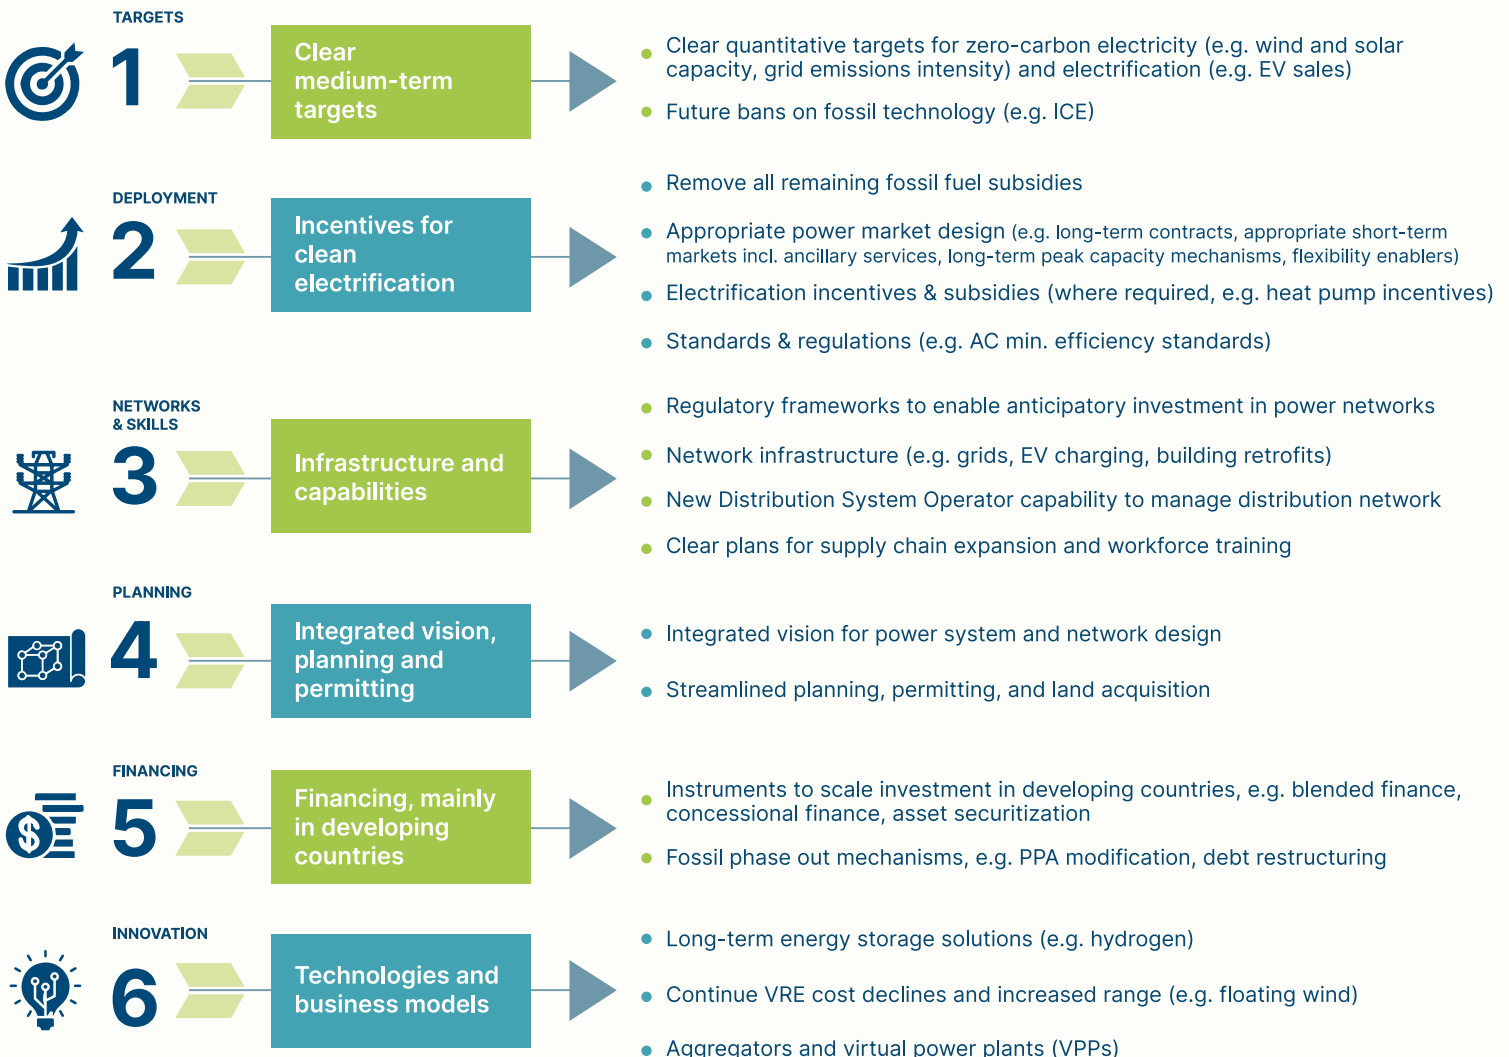 TARGETS
1
Clear
medium-term
targets
• Clear quantitative targets for zero-carbon electricity (e.g. wind and solar
capacity, grid emissions intensity) and electrification (e.g. EV sales)
• Future bans on fossil technology (e.g. ICE)
DEPLOYMENT
2
Incentives for
clean
electrification
• Remove all remaining fossil fuel subsidies
• Appropriate power market design (e.g. long-term contracts, appropriate short-term
markets incl. ancillary services, long-term peak capacity mechanisms, flexibility enablers)
• Electrification incentives & subsidies (where required, e.g. heat pump incentives)
• Standards & regulations (e.g. AC min. efficiency standards)
NETWORKS
& SKILLS
3
Infrastructure and
capabilities
• Regulatory frameworks to enable anticipatory investment in power networks
• Network infrastructure (e.g. grids, EV charging, building retrofits)
• New Distribution System Operator capability to manage distribution network
• Clear plans for supply chain expansion and workforce training
PLANNING
4
Integrated vision,
planning and
permitting
• Integrated vision for power system and network design
• Streamlined planning, permitting, and land acquisition
FINANCING
$
5
Financing, mainly
in developing
countries
• Instruments to scale investment in developing countries, e.g. blended finance,
concessional finance, asset securitization
• Fossil phase out mechanisms, e.g. PPA modification, debt restructuring
INNOVATION
6
Technologies and
business models
• Long-term energy storage solutions (e.g. hydrogen)
• Continue VRE cost declines and increased range (e.g. floating wind)
• Aggregators and virtual power plants (VPPs)